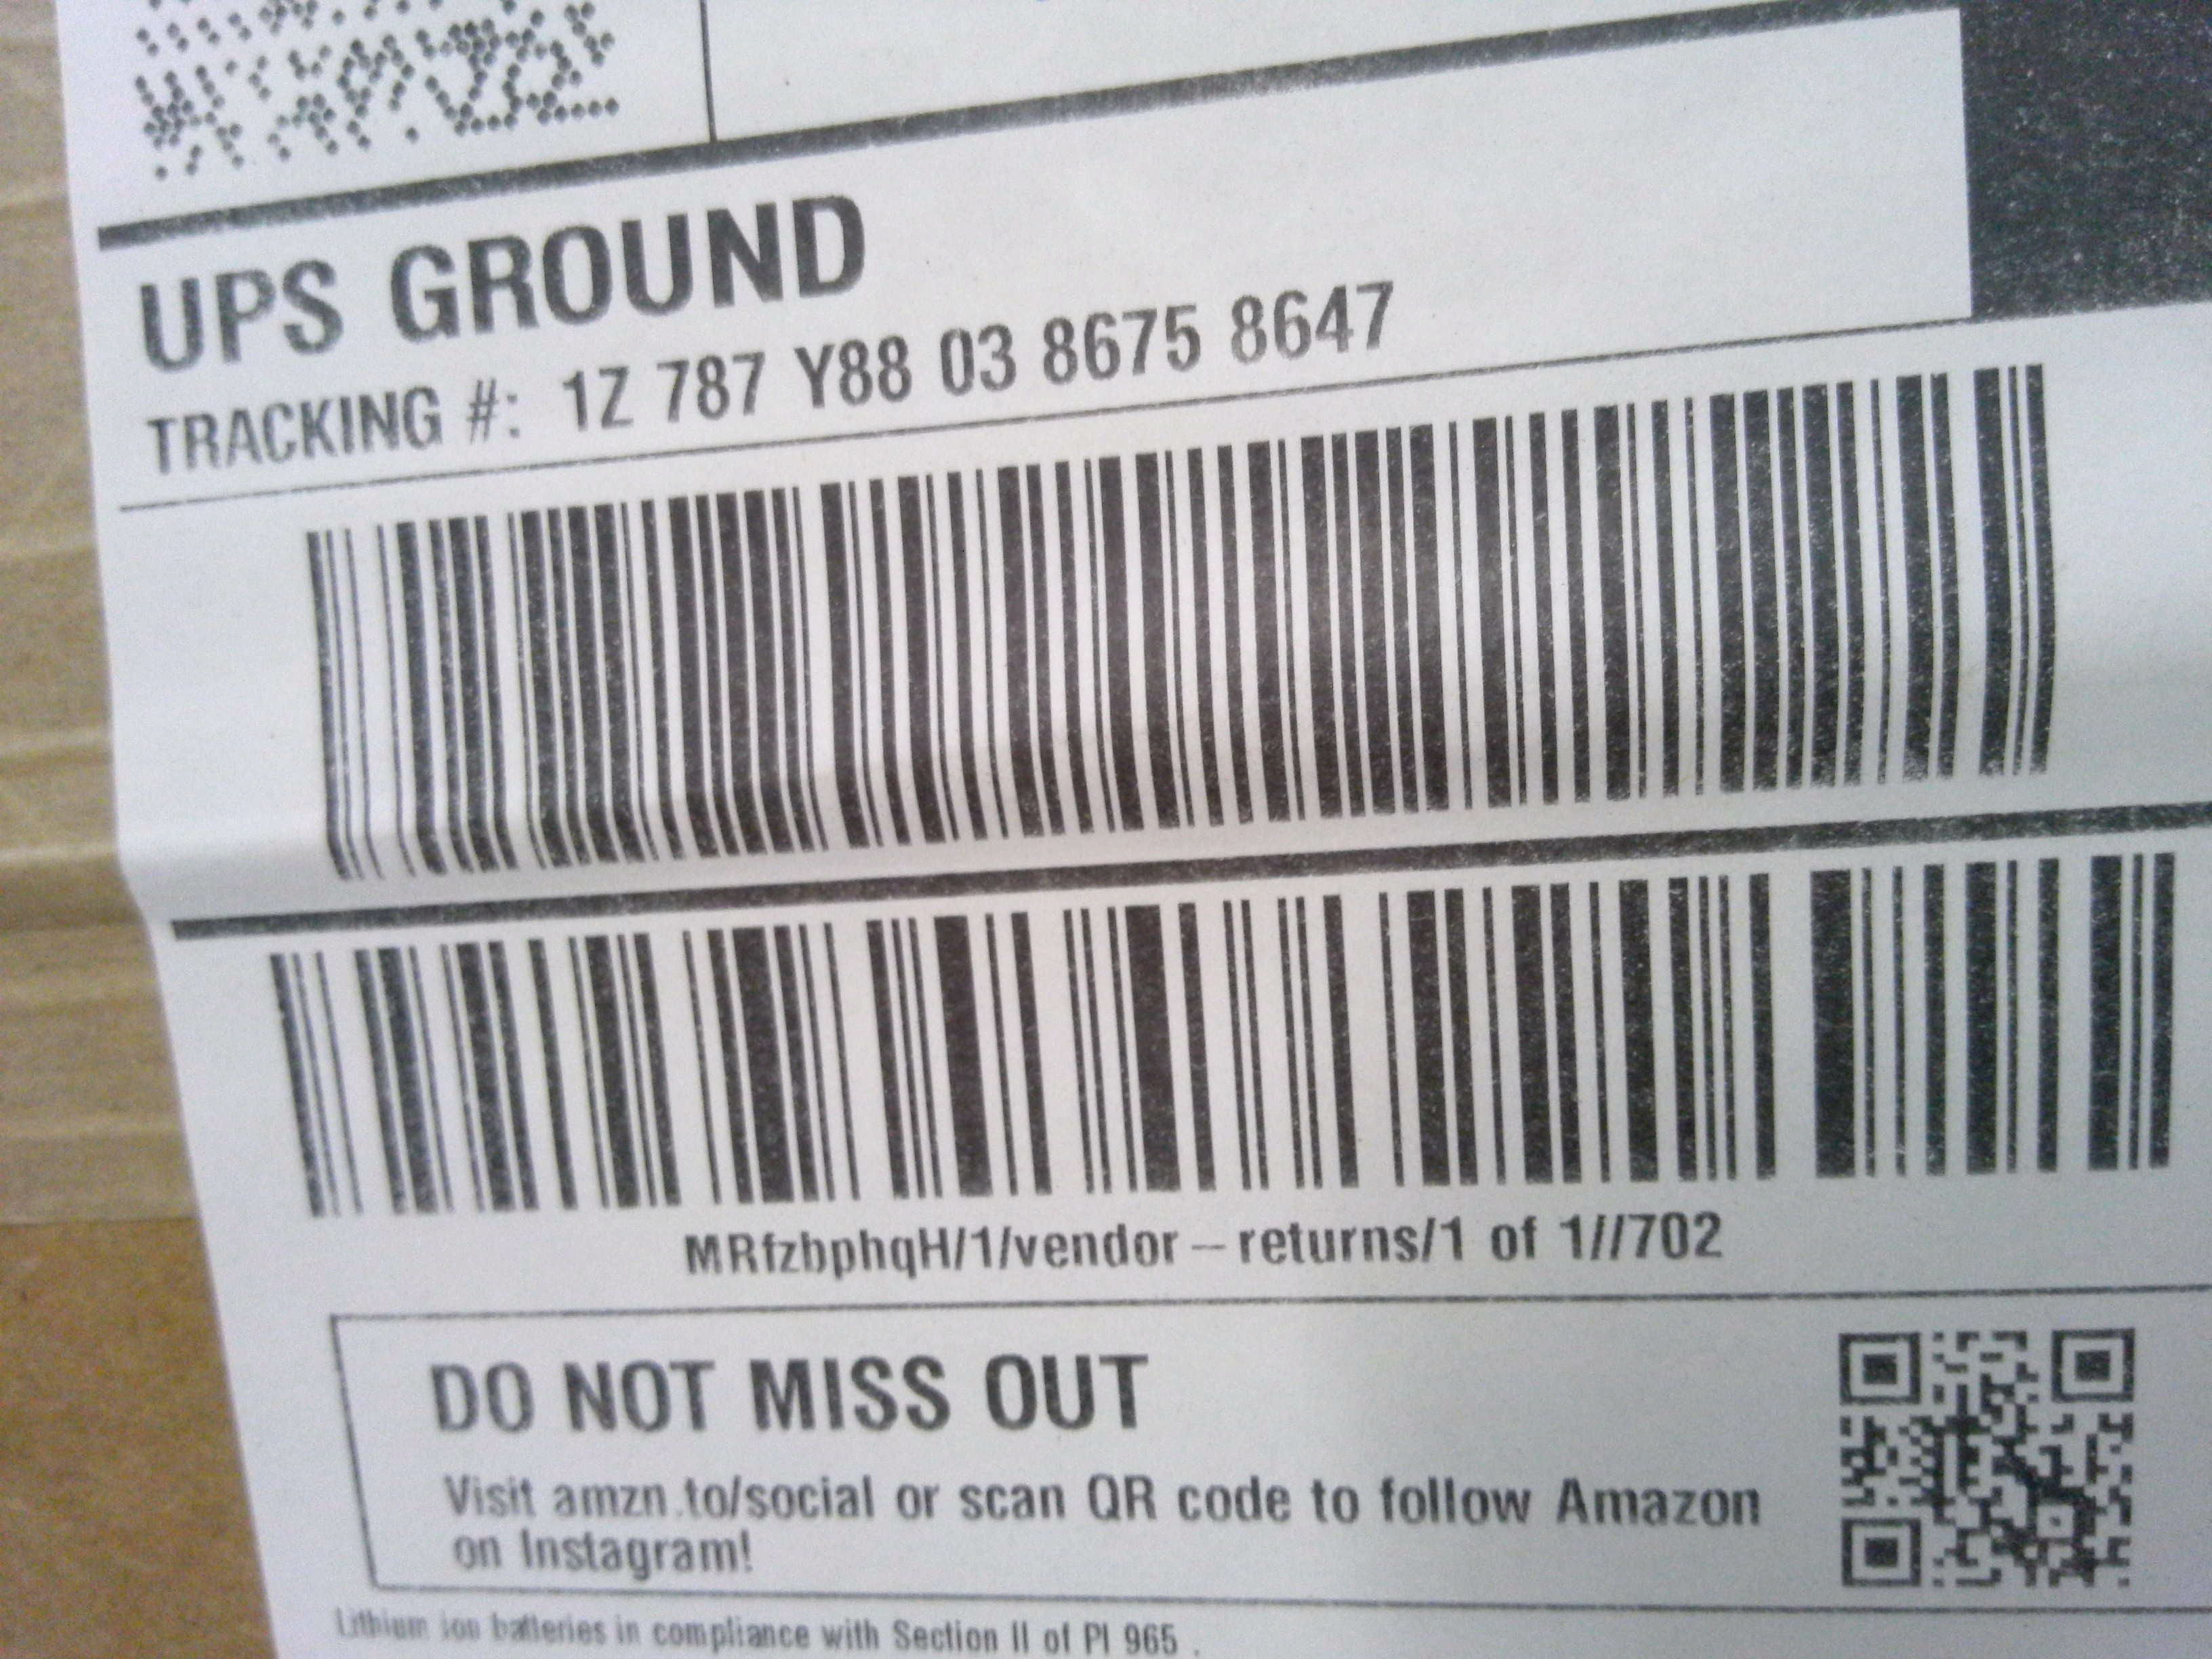 UPS GROUND
TRACKING #: 1Z 787 Y88 03 8675 8647
MRfzbphqH/1/vendor – returns/1 of 1//702
DO NOT MISS OUT
Visit amzn.to/social or scan QR code to follow Amazon
on Instagram!
Lithium ion batteries in compliance with Section II of PI 965 .